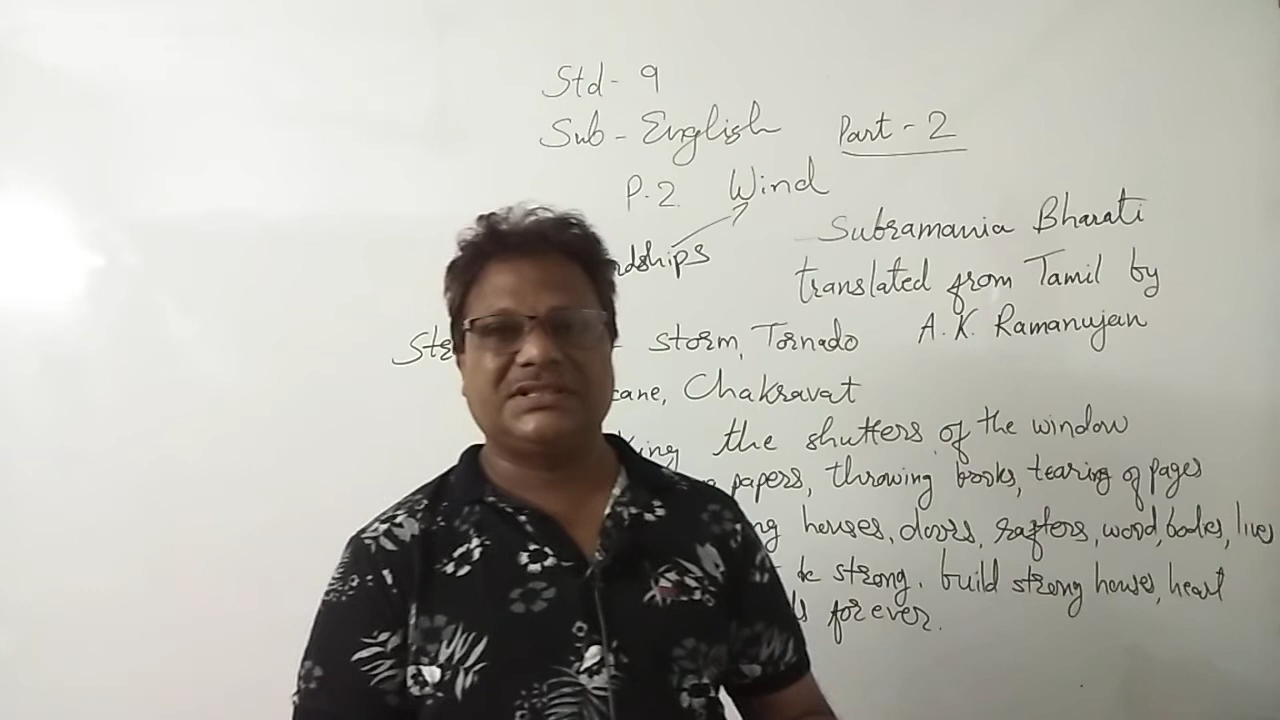 Std - 9
Sub - English Part - 2
P.2. Wind
Subramania Bharati
translated from Tamil by
A. K. Ramanujan
storm, Tornado
Chakravat
the shutters of the window
papers, throwing books, tearing of pages
houses, doors, rafters, wood, bodies, lives
be strong. build strong houses, heart
forever.